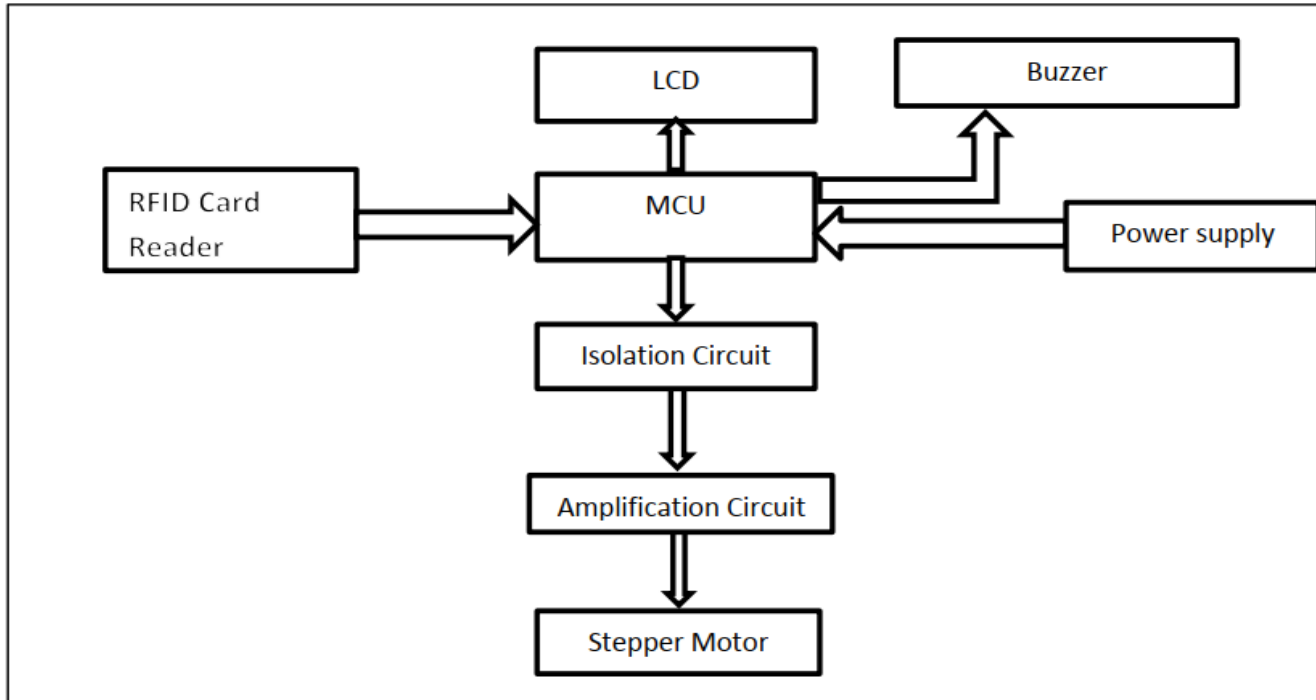 LCD
Buzzer
RFID Card
Reader
MCU
Power supply
Isolation Circuit
Amplification Circuit
Stepper Motor